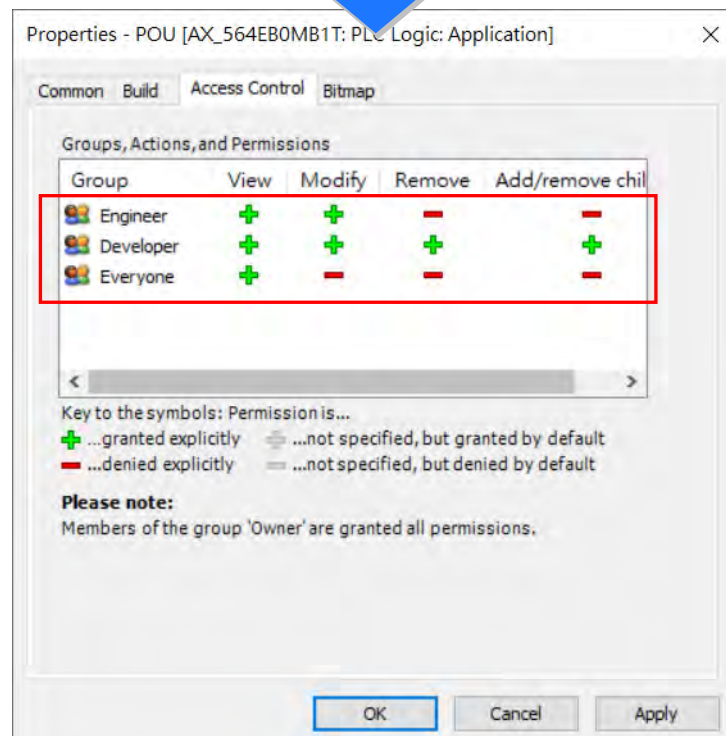 Properties - POU [AX_564EB0MB1T: PLC Logic: Application]
Common Build Access Control Bitmap
Groups, Actions, and Permissions
Group View Modify Remove Add/remove chil
Engineer
Developer
Everyone
Key to the symbols: Permission is...
...granted explicitly ...not specified, but granted by default
...denied explicitly ...not specified, but denied by default
Please note:
Members of the group 'Owner' are granted all permissions.
OK Cancel Apply